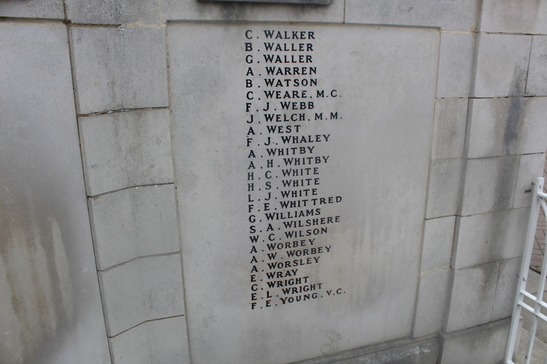 C. WALKER
B. WALLER
G. WALLER
A. WARREN
B. WATSON
C. WEARE, M.C.
F. J. WEBB
J. WELCH, M.M.
A. WEST
F. J. WHALEY
A. WHITBY
A. H. WHITBY
H. C. WHITE
H. S. WHITE
L. J. WHITE
F. E. WHITTRED
G. WILLIAMS
S. A. WILSHERE
W. C. WILSON
A. WORBEY
A. W. WORBEY
A. WORSLEY
E. WRAY
C. WRIGHT
E. L. WRIGHT
F. E. YOUNG, V.C.